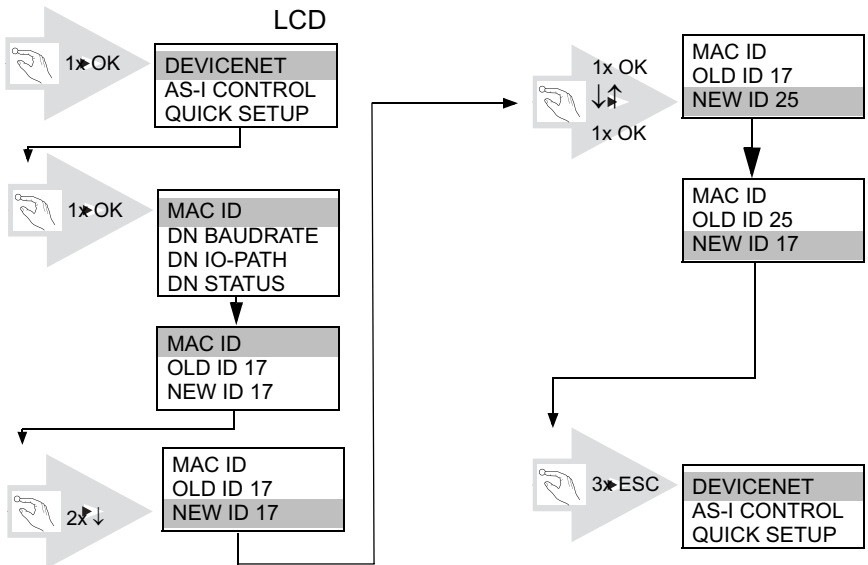 LCD
1x OK
DEVICENET
AS-I CONTROL
QUICK SETUP
1x OK
MAC ID
DN BAUDRATE
DN IO-PATH
DN STATUS
MAC ID
OLD ID 17
NEW ID 17
2x ↓
MAC ID
OLD ID 17
NEW ID 17
1x OK
↓↑
1x OK
MAC ID
OLD ID 17
NEW ID 25
MAC ID
OLD ID 25
NEW ID 17
3x ESC
DEVICENET
AS-I CONTROL
QUICK SETUP